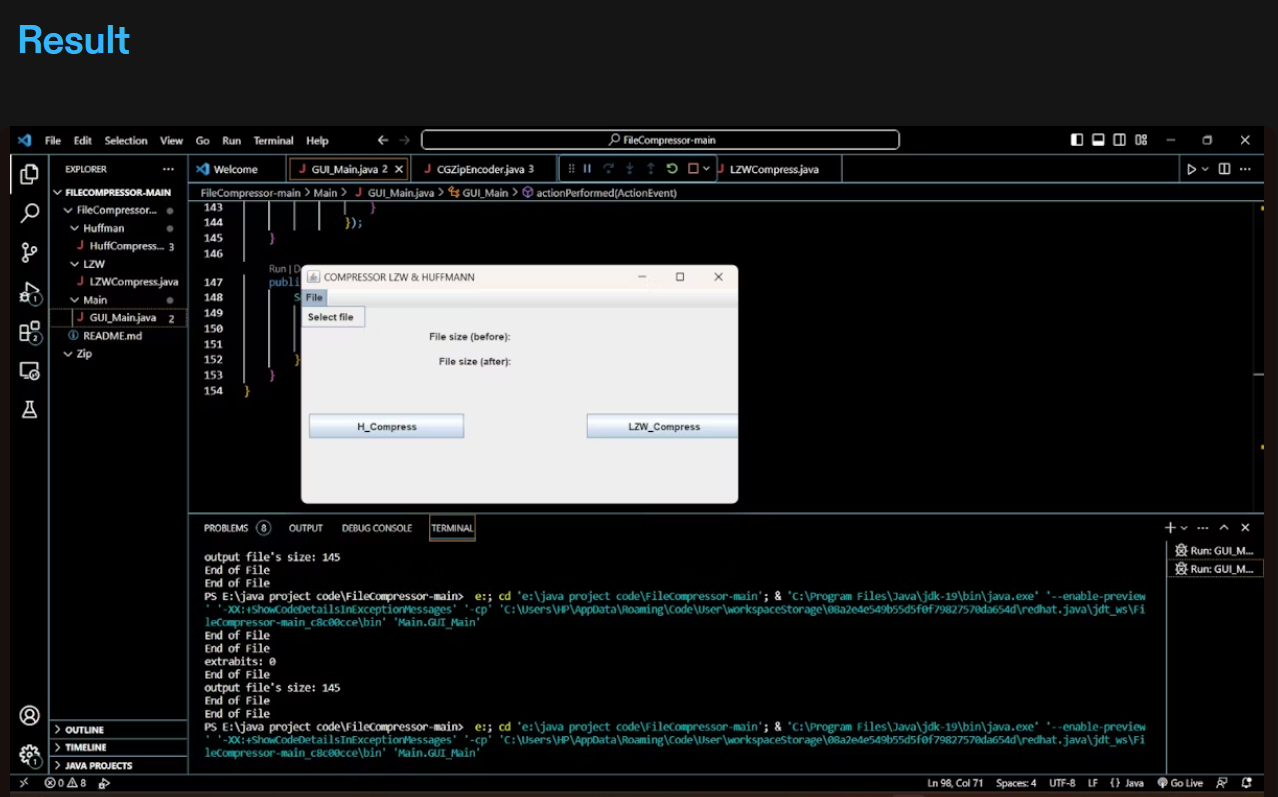 Result
File Edit Selection View Go Run Terminal Help
FileCompressor-main
EXPLORER
FILECOMPRESSOR-MAIN
FileCompressor...
Huffman
J HuffCompress... 3
LZW
J LZWCompress.java
Main
J GUI_Main.java 2
README.md
Zip
OUTLINE
TIMELINE
JAVA PROJECTS
Welcome
J GUI_Main.java 2
J CGZipEncoder.java 3
J LZWCompress.java
FileCompressor-main > Main > J GUI_Main.java > GUI_Main > actionPerformed(ActionEvent)
143 }
144 });
145 }
146
Run | D
147 publi
148 S
149
150
151
152 }
153 }
154 }
COMPRESSOR LZW & HUFFMANN
File
Select file
File size (before):
File size (after):
H_Compress
LZW_Compress
PROBLEMS 8 OUTPUT DEBUG CONSOLE TERMINAL
output file's size: 145
End of File
End of File
PS E:\java project code\FileCompressor-main> e:; cd 'e:\java project code\FileCompressor-main'; & 'C:\Program Files\Java\jdk-19\bin\java.exe' '--enable-preview
' '-XX:+ShowCodeDetailsInExceptionMessages' '-cp' 'C:\Users\HP\AppData\Roaming\Code\User\workspaceStorage\08a2e4e549b55d5f0f79827570da654d\redhat.java\jdt_ws\Fi
leCompressor-main_c8c00cce\bin' 'Main.GUI_Main'
End of File
End of File
extrabits: 0
End of File
output file's size: 145
End of File
End of File
PS E:\java project code\FileCompressor-main> e:; cd 'e:\java project code\FileCompressor-main'; & 'C:\Program Files\Java\jdk-19\bin\java.exe' '--enable-preview
' '-XX:+ShowCodeDetailsInExceptionMessages' '-cp' 'C:\Users\HP\AppData\Roaming\Code\User\workspaceStorage\08a2e4e549b55d5f0f79827570da654d\redhat.java\jdt_ws\Fi
leCompressor-main_c8c00cce\bin' 'Main.GUI_Main'
Run: GUI_M...
Run: GUI_M...
0 8
Ln 98, Col 71 Spaces: 4 UTF-8 LF {} Java Go Live